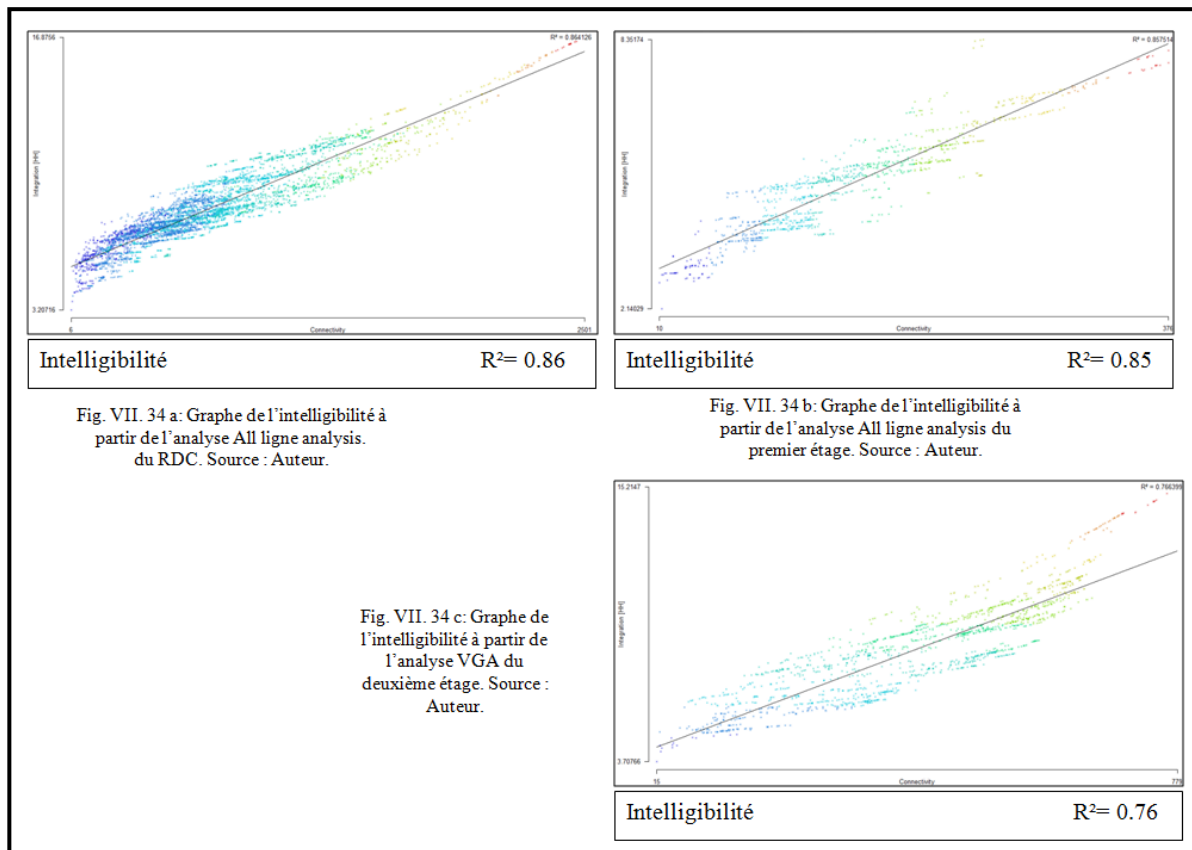 16.8756
R² = 0.864126
Integration [HH]
3.20716
6
Connectivity
2501
Intelligibilité R²= 0.86
Fig. VII. 34 a: Graphe de l’intelligibilité à
partir de l’analyse All ligne analysis.
du RDC. Source : Auteur.
8.35174
R² = 0.857514
Integration [HH]
2.14029
10
Connectivity
376
Intelligibilité R²= 0.85
Fig. VII. 34 b: Graphe de l’intelligibilité à
partir de l’analyse All ligne analysis du
premier étage. Source : Auteur.
Fig. VII. 34 c: Graphe de
l’intelligibilité à partir de
l’analyse VGA du
deuxième étage. Source :
Auteur.
15.2147
R² = 0.766399
Integration [HH]
3.70766
15
Connectivity
779
Intelligibilité R²= 0.76